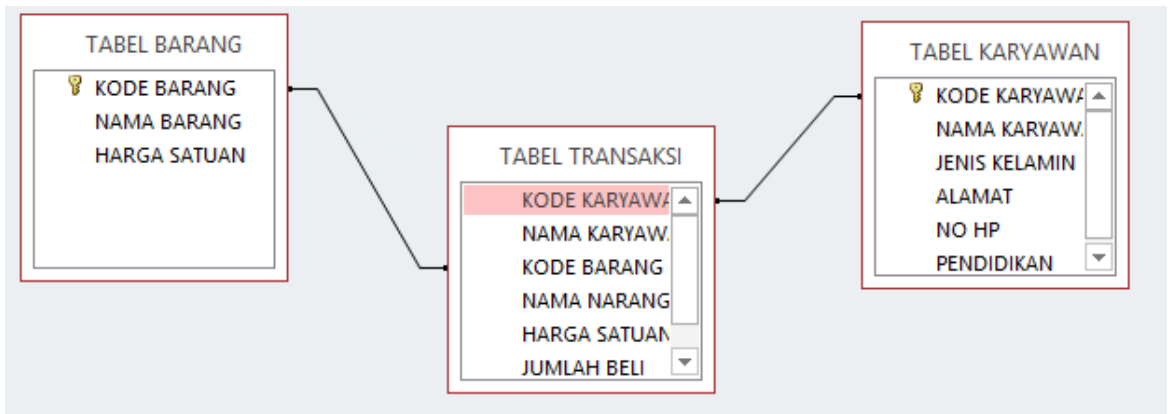 TABEL BARANG
KODE BARANG
NAMA BARANG
HARGA SATUAN
TABEL TRANSAKSI
KODE KARYAWA
NAMA KARYAW
KODE BARANG
NAMA NARANG
HARGA SATUAN
JUMLAH BELI
TABEL KARYAWAN
KODE KARYAWA
NAMA KARYAW
JENIS KELAMIN
ALAMAT
NO HP
PENDIDIKAN